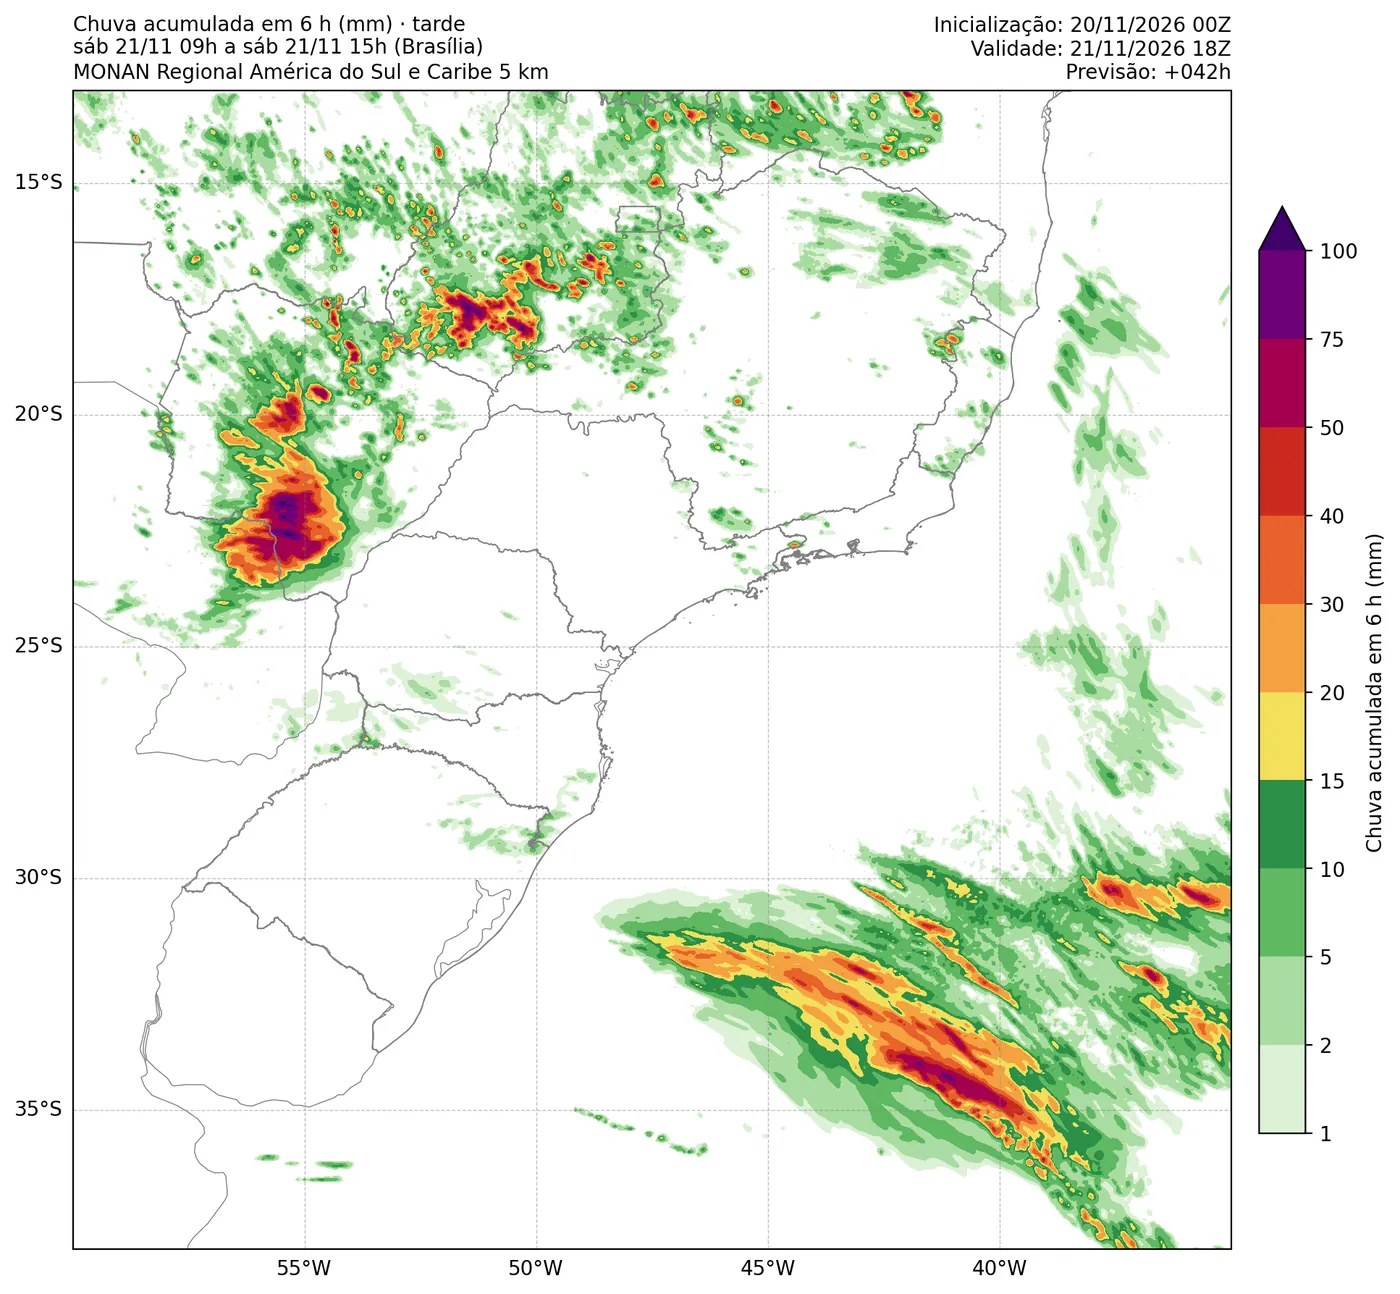 Chuva acumulada em 6 h (mm) · tarde
sáb 21/11 09h a sáb 21/11 15h (Brasília)
MONAN Regional América do Sul e Caribe 5 km
Inicialização: 20/11/2026 00Z
Validade: 21/11/2026 18Z
Previsão: +042h
15°S
20°S
25°S
30°S
35°S
55°W
50°W
45°W
40°W
100
75
50
40
30
20
15
10
5
2
1
Chuva acumulada em 6 h (mm)